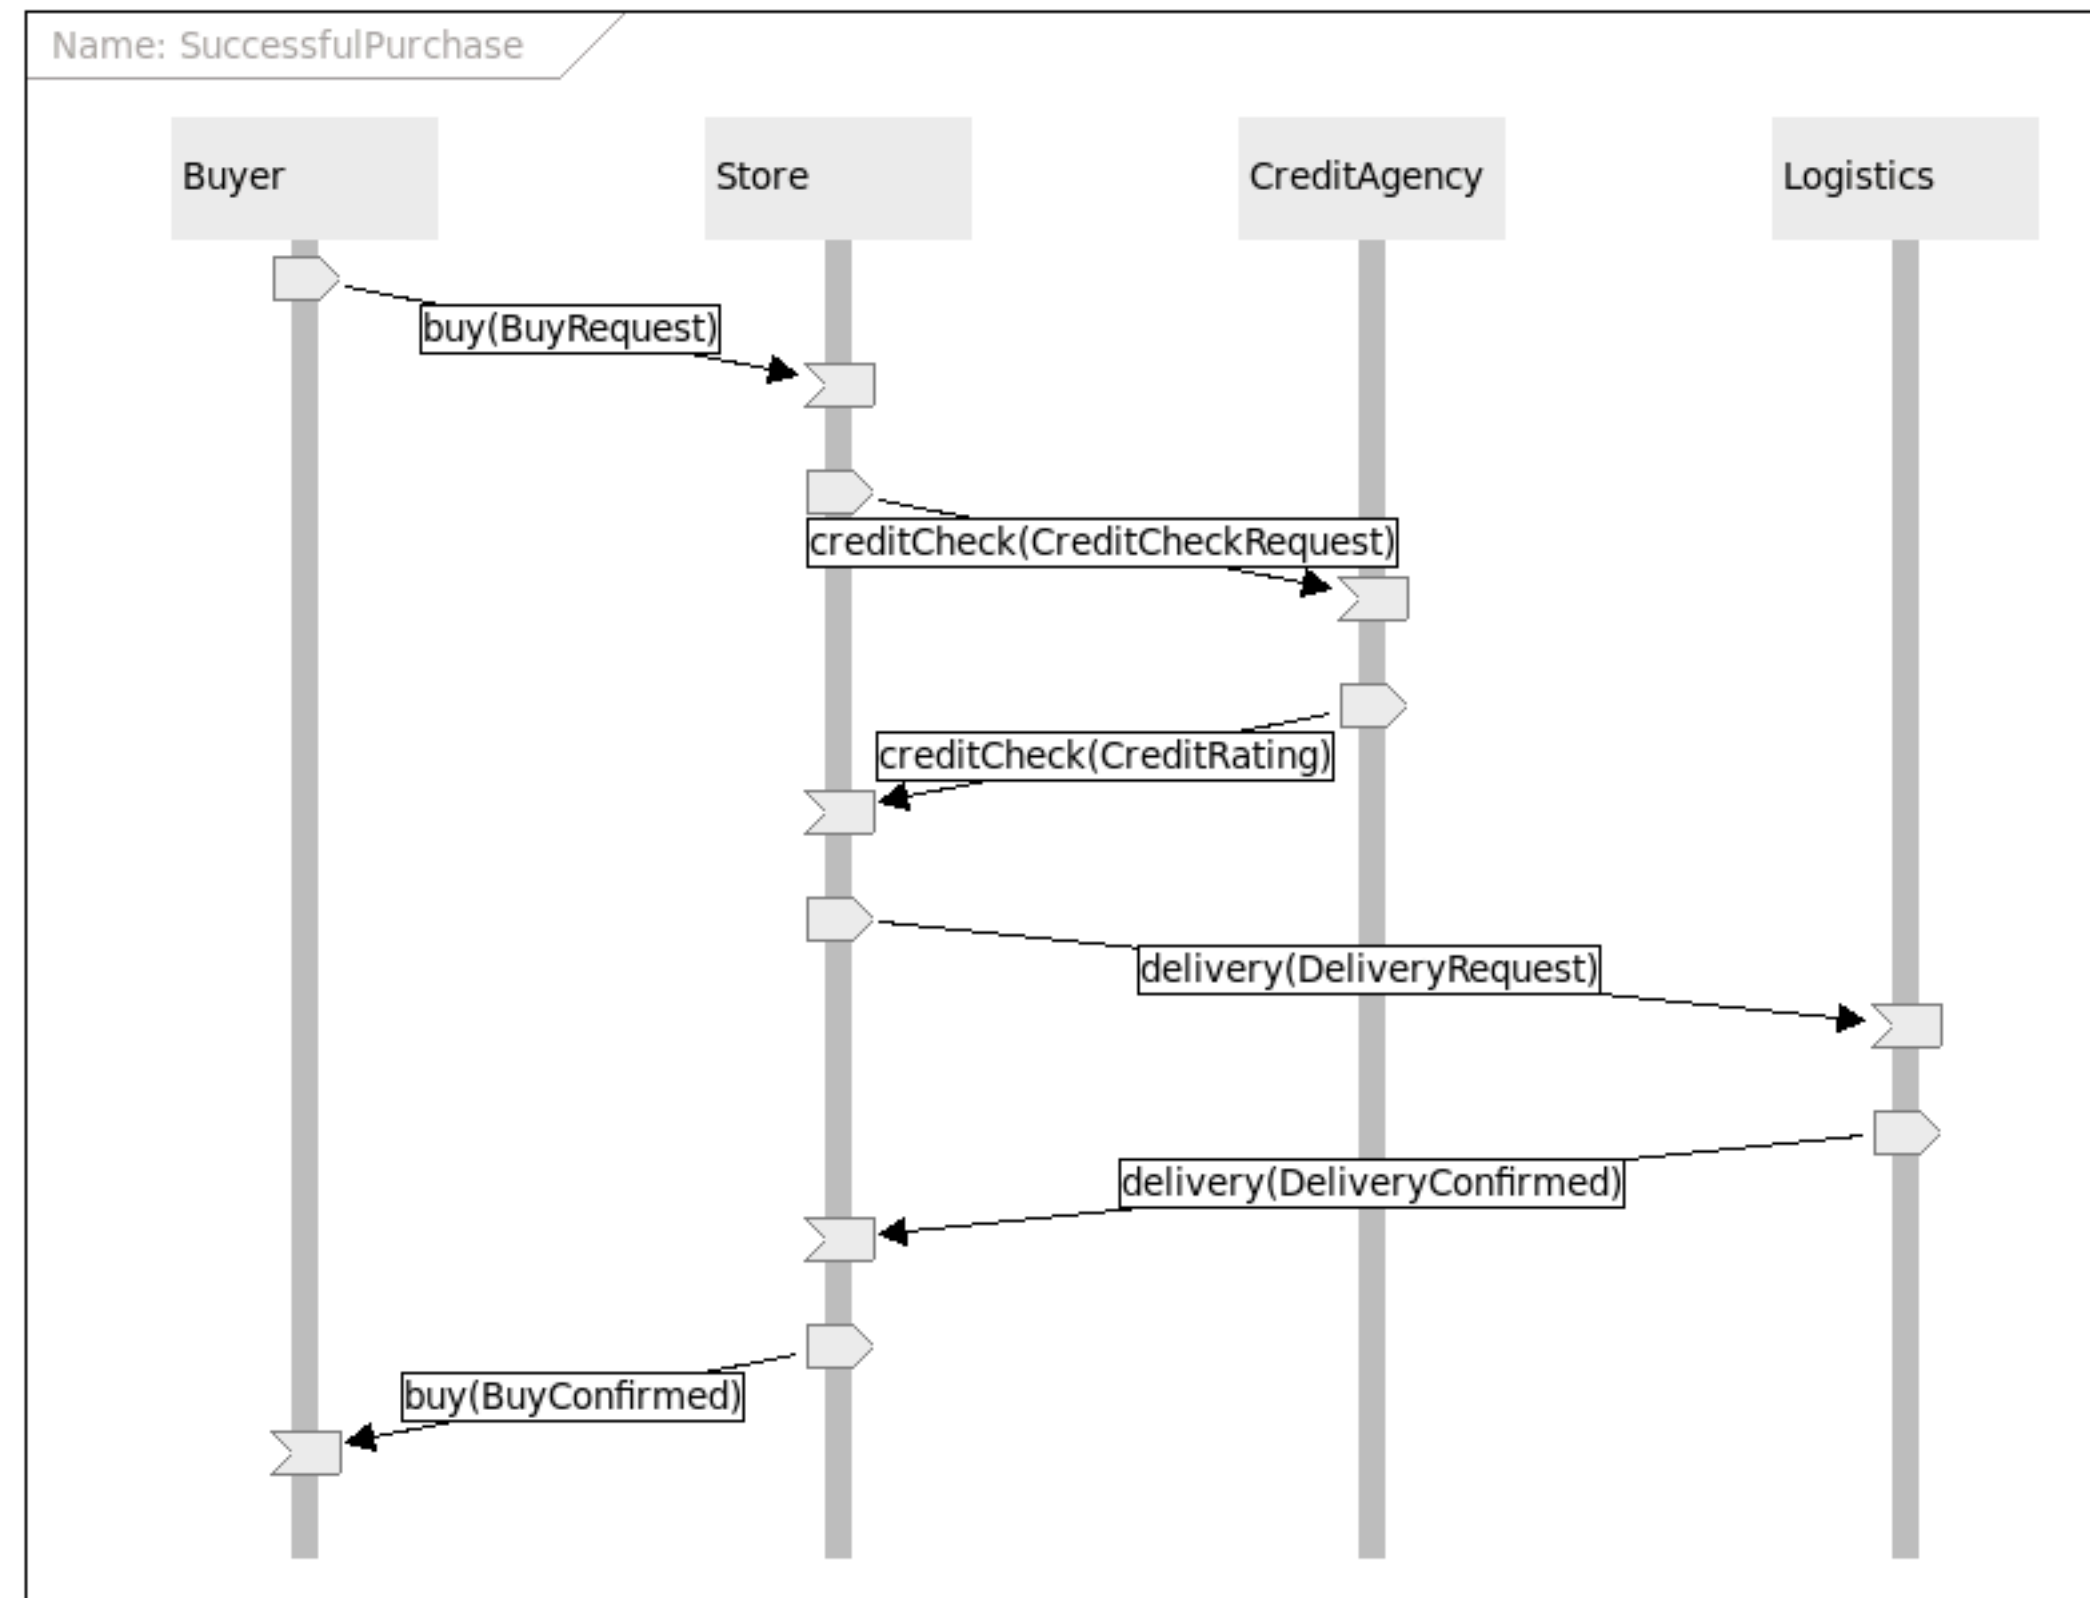 Name: SuccessfulPurchase
Buyer
Store
CreditAgency
Logistics
buy(BuyRequest)
creditCheck(CreditCheckRequest)
creditCheck(CreditRating)
delivery(DeliveryRequest)
delivery(DeliveryConfirmed)
buy(BuyConfirmed)